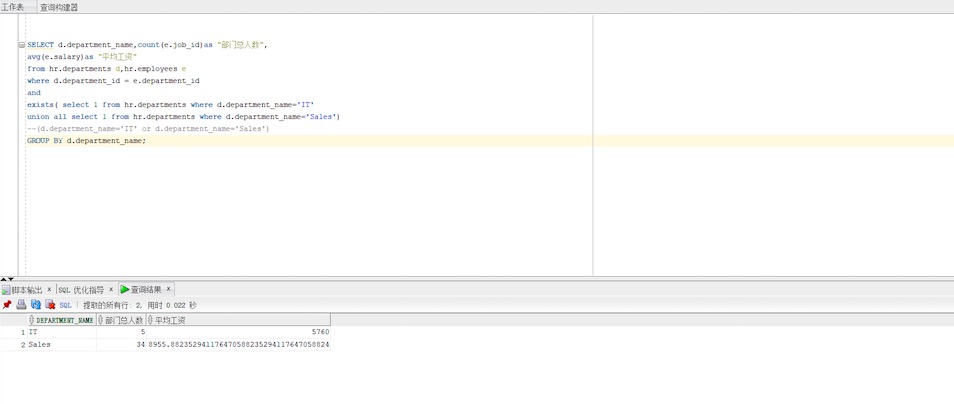 工作表 查询构建器
SELECT d.department_name,count(e.job_id)as "部门总人数",
avg(e.salary)as "平均工资"
from hr.departments d,hr.employees e
where d.department_id = e.department_id
and
exists( select 1 from hr.departments where d.department_name='IT'
union all select 1 from hr.departments where d.department_name='Sales')
--(d.department_name='IT' or d.department_name='Sales')
GROUP BY d.department_name;
脚本输出 x SQL 优化指导 x 查询结果 x
SQL | 提取的所有行: 2, 用时 0.022 秒
DEPARTMENT_NAME 部门总人数 平均工资
1 IT 5 5760
2 Sales 34 8955.88235294117647058823529411764705882​4